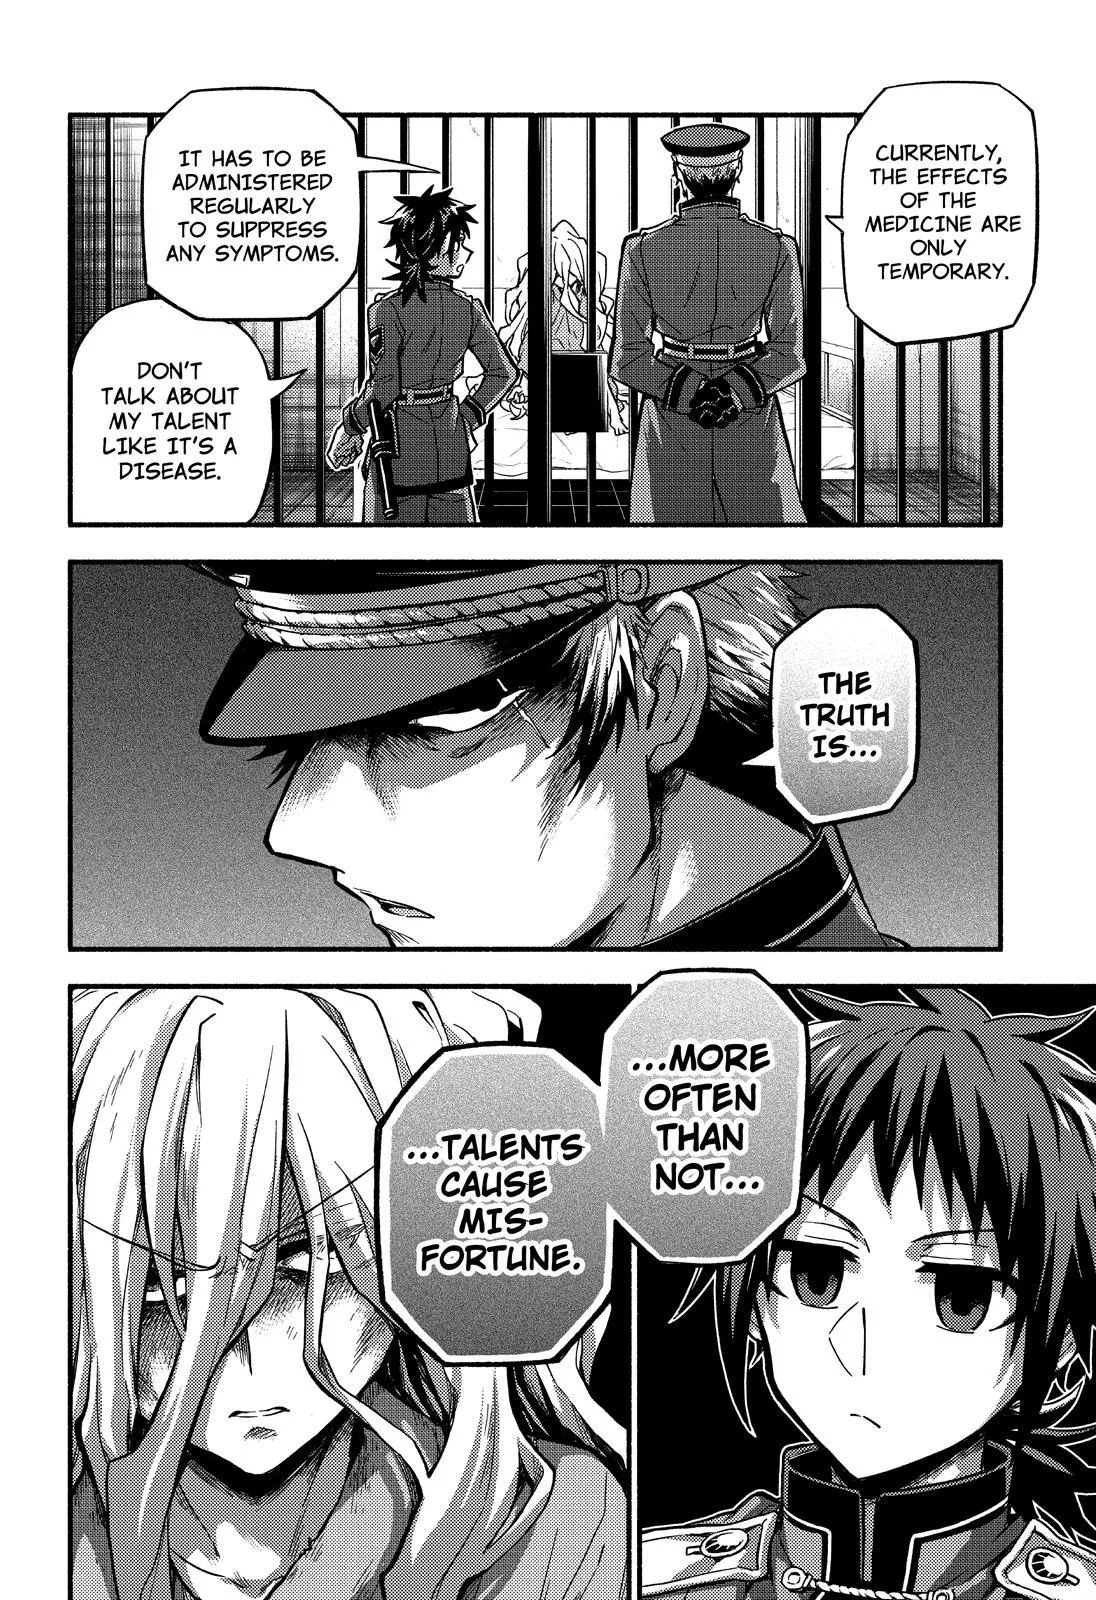 CURRENTLY,
THE EFFECTS
OF THE
MEDICINE ARE
ONLY
TEMPORARY.
IT HAS TO BE
ADMINISTERED
REGULARLY
TO SUPPRESS
ANY SYMPTOMS.
DON'T
TALK ABOUT
MY TALENT
LIKE IT'S A
DISEASE.
THE
TRUTH
IS...
...MORE
OFTEN
THAN
NOT...
...TALENTS
CAUSE
MIS-
FORTUNE.